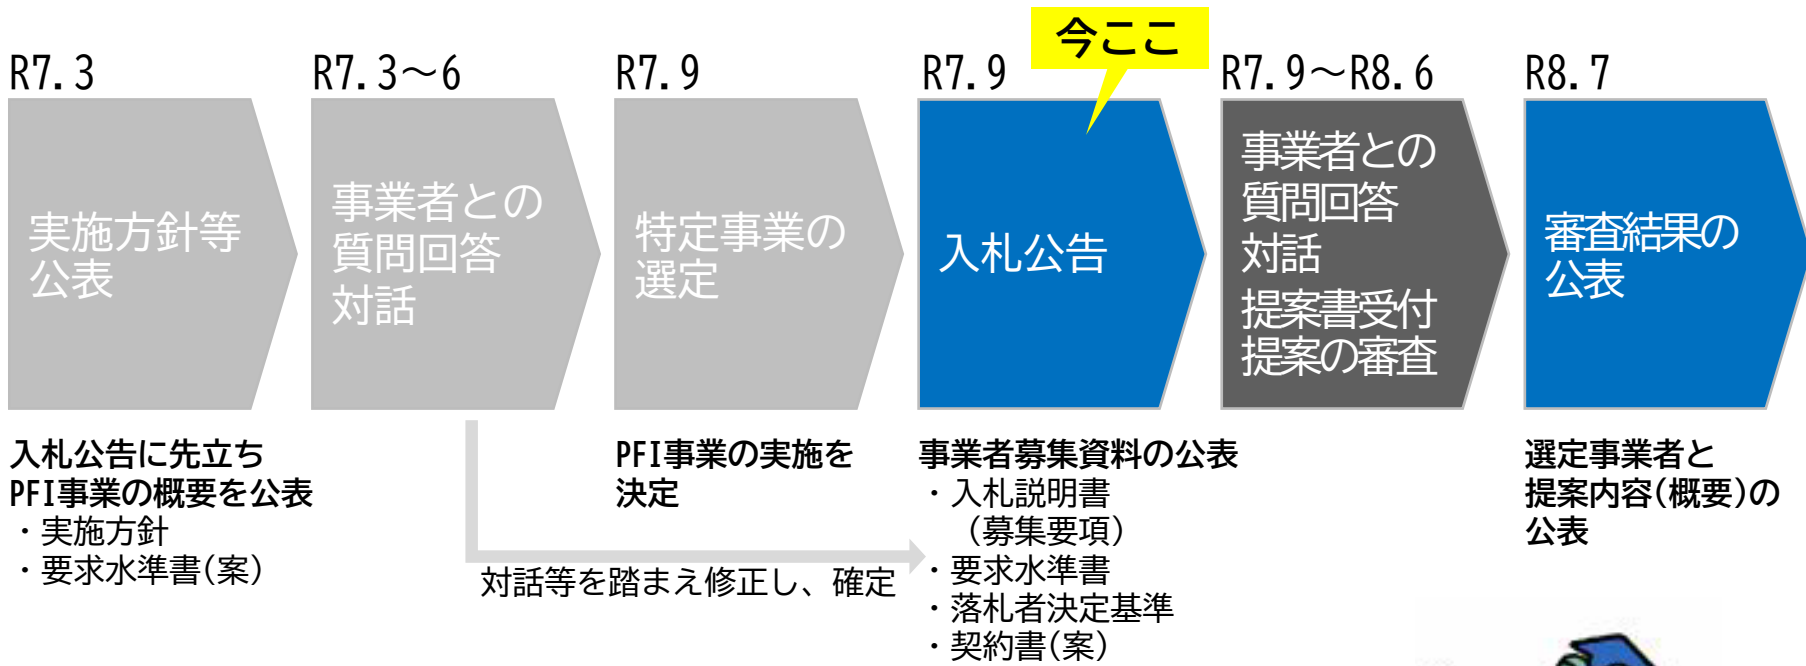 今ここ
R7.3
実施方針等
公表
入札公告に先立ち
PFI事業の概要を公表
・実施方針
・要求水準書(案)
R7.3～6
事業者との
質問回答
対話
対話等を踏まえ修正し、確定
R7.9
特定事業の
選定
PFI事業の実施を
決定
R7.9
入札公告
事業者募集資料の公表
・入札説明書
（募集要項）
・要求水準書
・落札者決定基準
・契約書(案)
R7.9～R8.6
事業者との
質問回答
対話
提案書受付
提案の審査
R8.7
審査結果の
公表
選定事業者と
提案内容(概要)の
公表